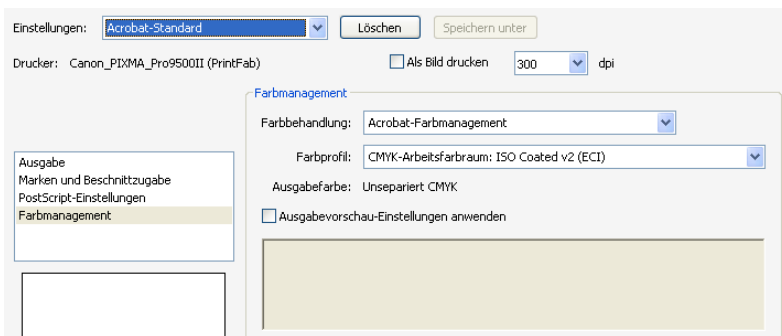 Einstellungen: Acrobat-Standard Löschen Speichern unter
Drucker: Canon_PIXMA_Pro9500II (PrintFab) Als Bild drucken 300 dpi
Farbmanagement
Farbbehandlung: Acrobat-Farbmanagement
Farbprofil: CMYK-Arbeitsfarbraum: ISO Coated v2 (ECI)
Ausgabefarbe: Unsepariert CMYK
Ausgabevorschau-Einstellungen anwenden
Ausgabe
Marken und Beschnittzugabe
PostScript-Einstellungen
Farbmanagement